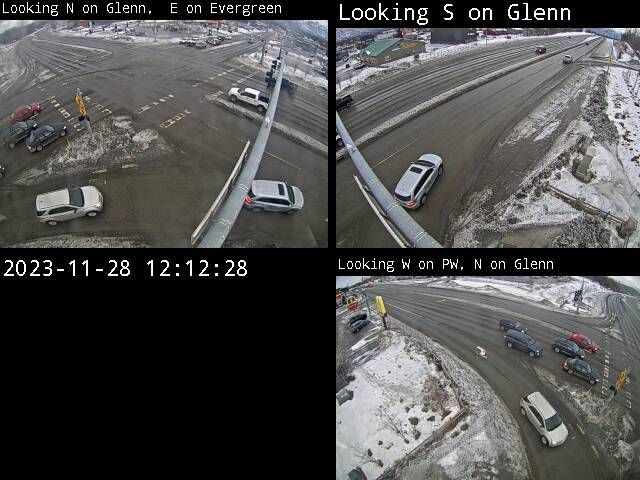 Looking N on Glenn, E on Evergreen
Looking S on Glenn
2023-11-28 12:12:28
Looking W on PW, N on Glenn